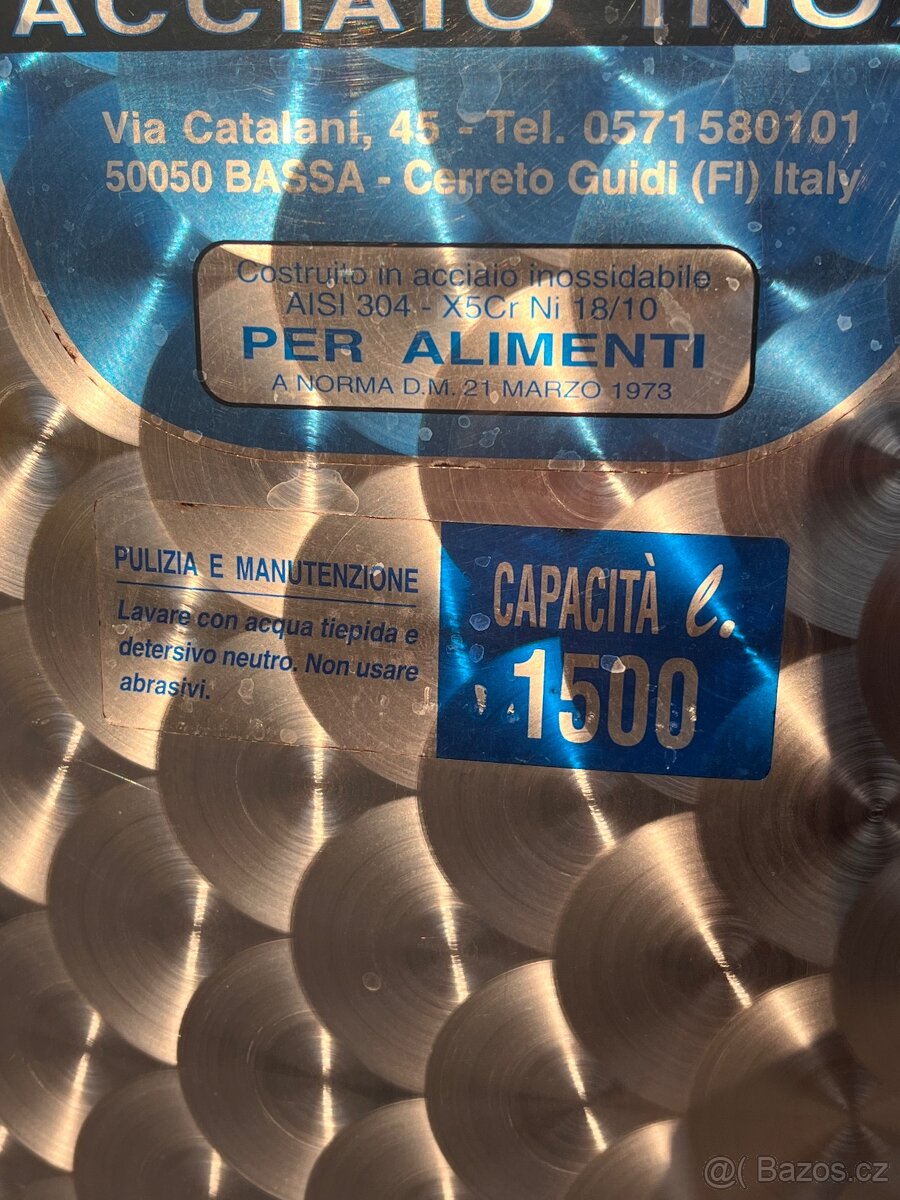 ACCIAIO INOX
Via Catalani, 45 - Tel. 0571 580101
50050 BASSA - Cerreto Guidi (FI) Italy
Costruito in acciaio inossidabile
AISI 304 - X5Cr Ni 18/10
PER ALIMENTI
A NORMA D.M. 21 MARZO 1973
PULIZIA E MANUTENZIONE
Lavare con acqua tiepida e
detersivo neutro. Non usare
abrasivi.
CAPACITÀ l.
1500
@( Bazos.cz